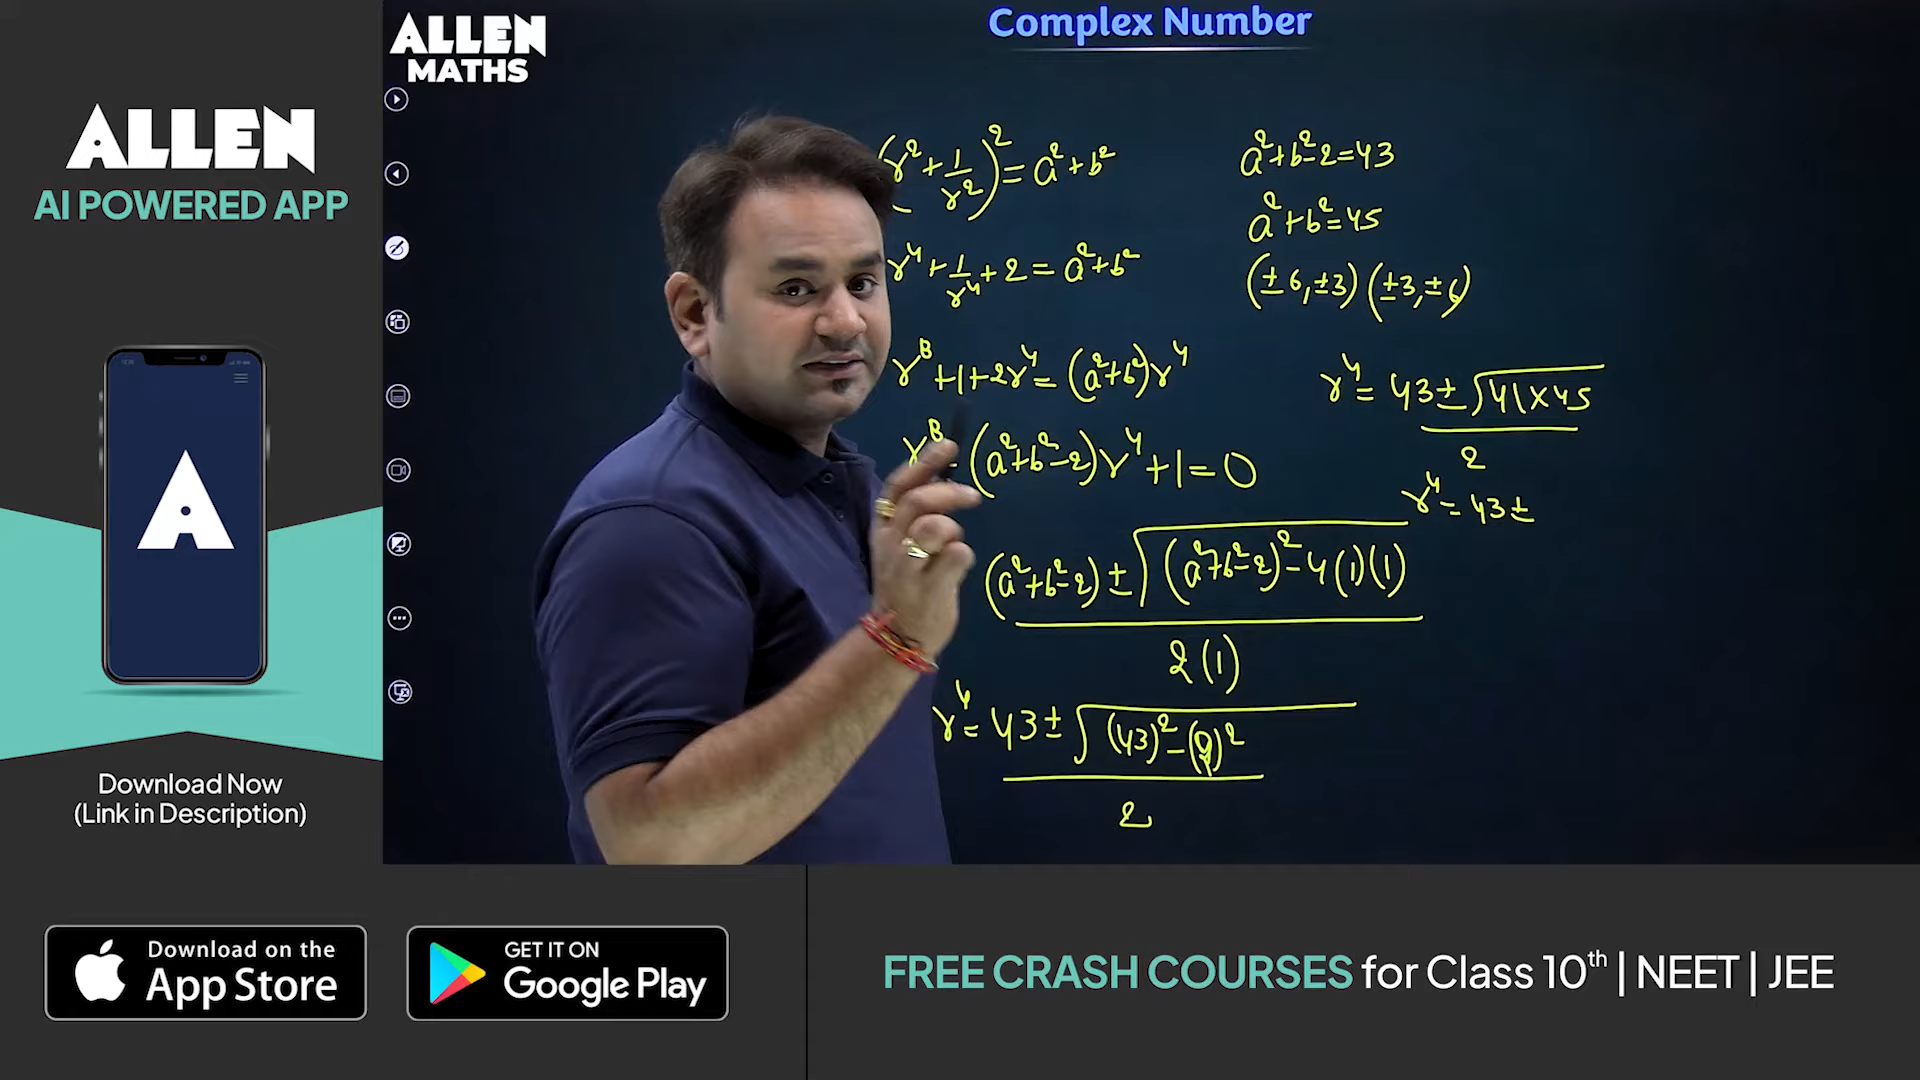 ALLEN
AI POWERED APP
Download Now
(Link in Description)
ALLEN
MATHS
Complex Number
(r² + 1/r²)² = a² + b²
r⁴ + 1/r⁴ + 2 = a² + b²
r⁸ + 1 + 2r⁴ = (a² + b²) r⁴
r⁸ - (a² + b² - 2) r⁴ + 1 = 0
(a² + b² - 2) ± √(a² + b² - 2)² - 4(1)(1)
2(1)
r⁴ = 43 ± √(43)² - (2)²
2
a² + b² - 2 = 43
a² + b² = 45
(±6, ±3) (±3, ±6)
r⁴ = 43 ± √41 × 45
2
r⁴ = 43 ±
Download on the
App Store
GET IT ON
Google Play
FREE CRASH COURSES for Class 10th | NEET | JEE